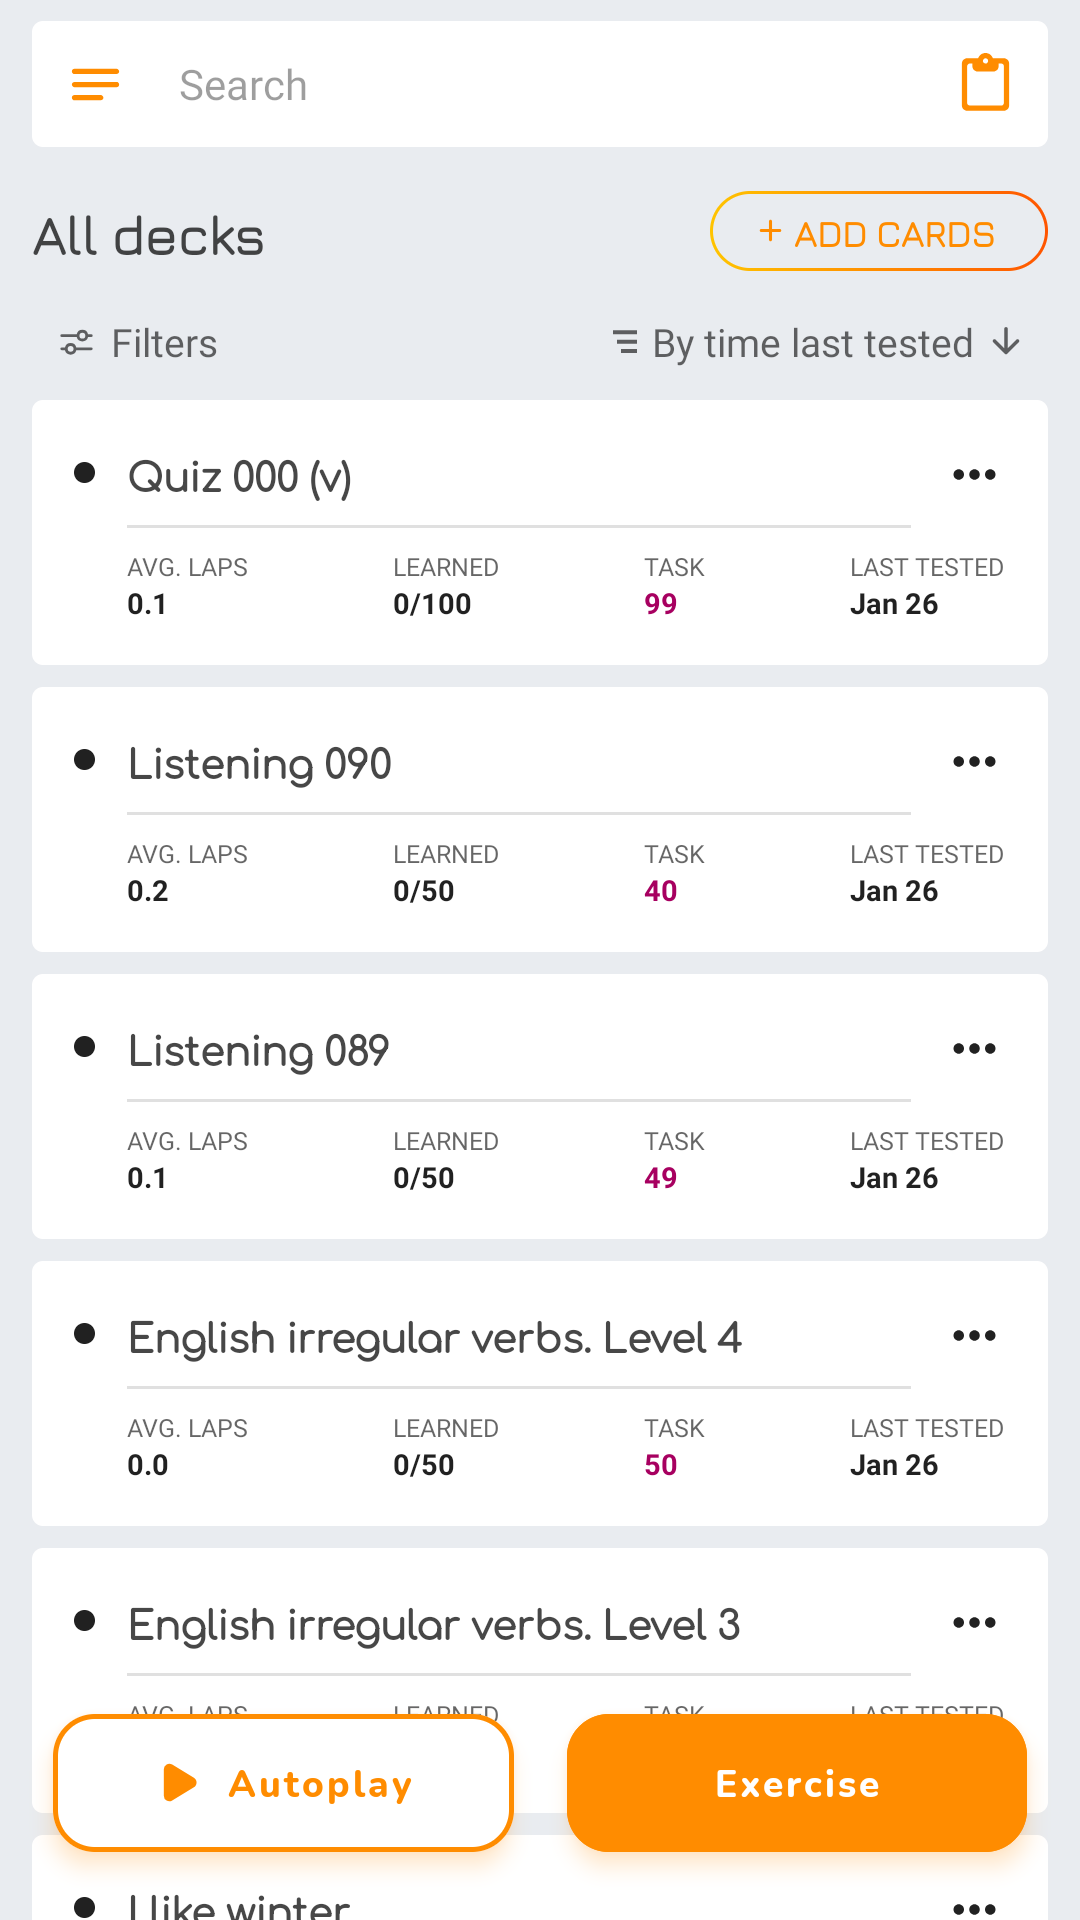 Search
All decks
+ ADD CARDS
Filters
By time last tested
Quiz 000 (v)
AVG. LAPS LEARNED TASK LAST TESTED
0.1 0/100 99 Jan 26
Listening 090
AVG. LAPS LEARNED TASK LAST TESTED
0.2 0/50 40 Jan 26
Listening 089
AVG. LAPS LEARNED TASK LAST TESTED
0.1 0/50 49 Jan 26
English irregular verbs. Level 4
AVG. LAPS LEARNED TASK LAST TESTED
0.0 0/50 50 Jan 26
English irregular verbs. Level 3
AVG. LAPS LEARNED TASK LAST TESTED
Autoplay
Exercise
I like winter